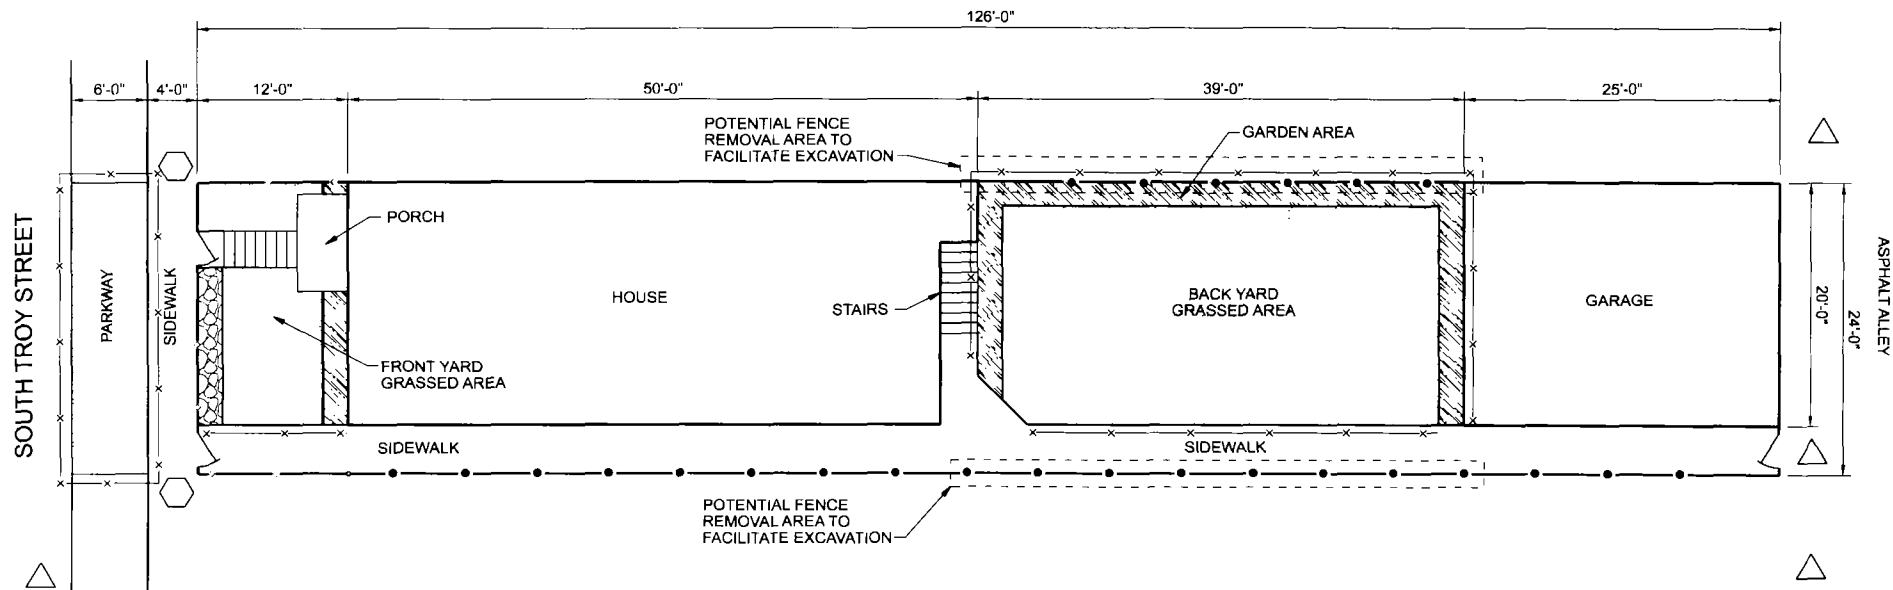 126'-0"
6'-0"
4'-0"
12'-0"
50'-0"
39'-0"
25'-0"
POTENTIAL FENCE
REMOVAL AREA TO
FACILITATE EXCAVATION
GARDEN AREA
SOUTH TROY STREET
PARKWAY
SIDEWALK
PORCH
FRONT YARD
GRASSED AREA
HOUSE
STAIRS
BACK YARD
GRASSED AREA
GARAGE
20'-0"
24'-0"
ASPHALT ALLEY
SIDEWALK
SIDEWALK
POTENTIAL FENCE
REMOVAL AREA TO
FACILITATE EXCAVATION